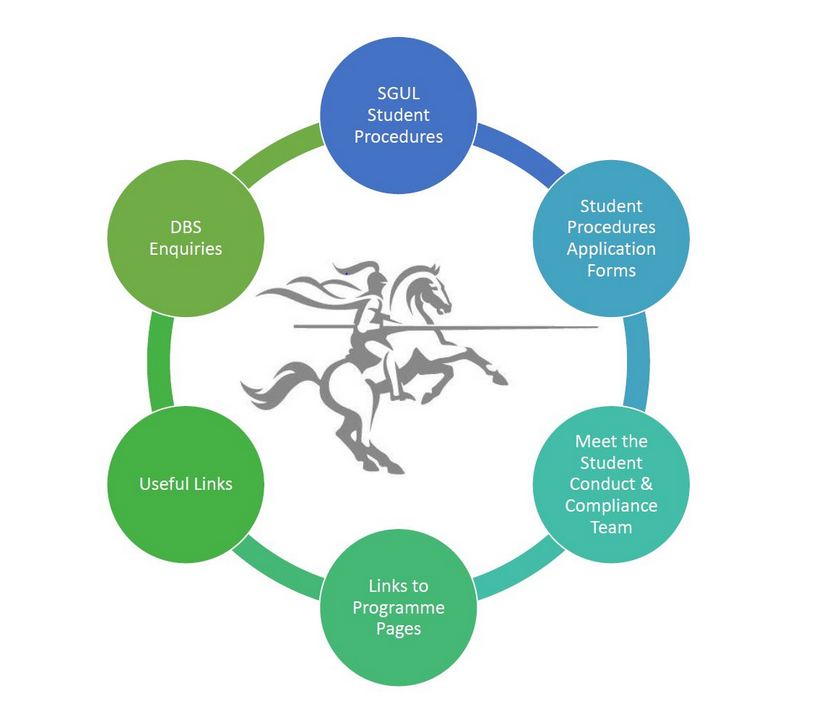 SGUL
Student
Procedures
Student
Procedures
Application
Forms
Meet the
Student
Conduct &
Compliance
Team
Links to
Programme
Pages
Useful Links
DBS
Enquiries